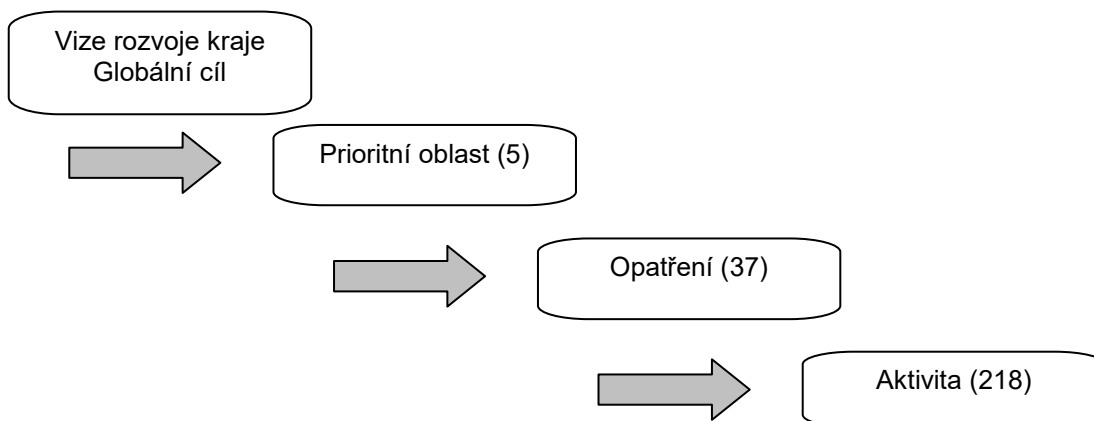 Vize rozvoje kraje
Globální cíl
Prioritní oblast (5)
Opatření (37)
Aktivita (218)